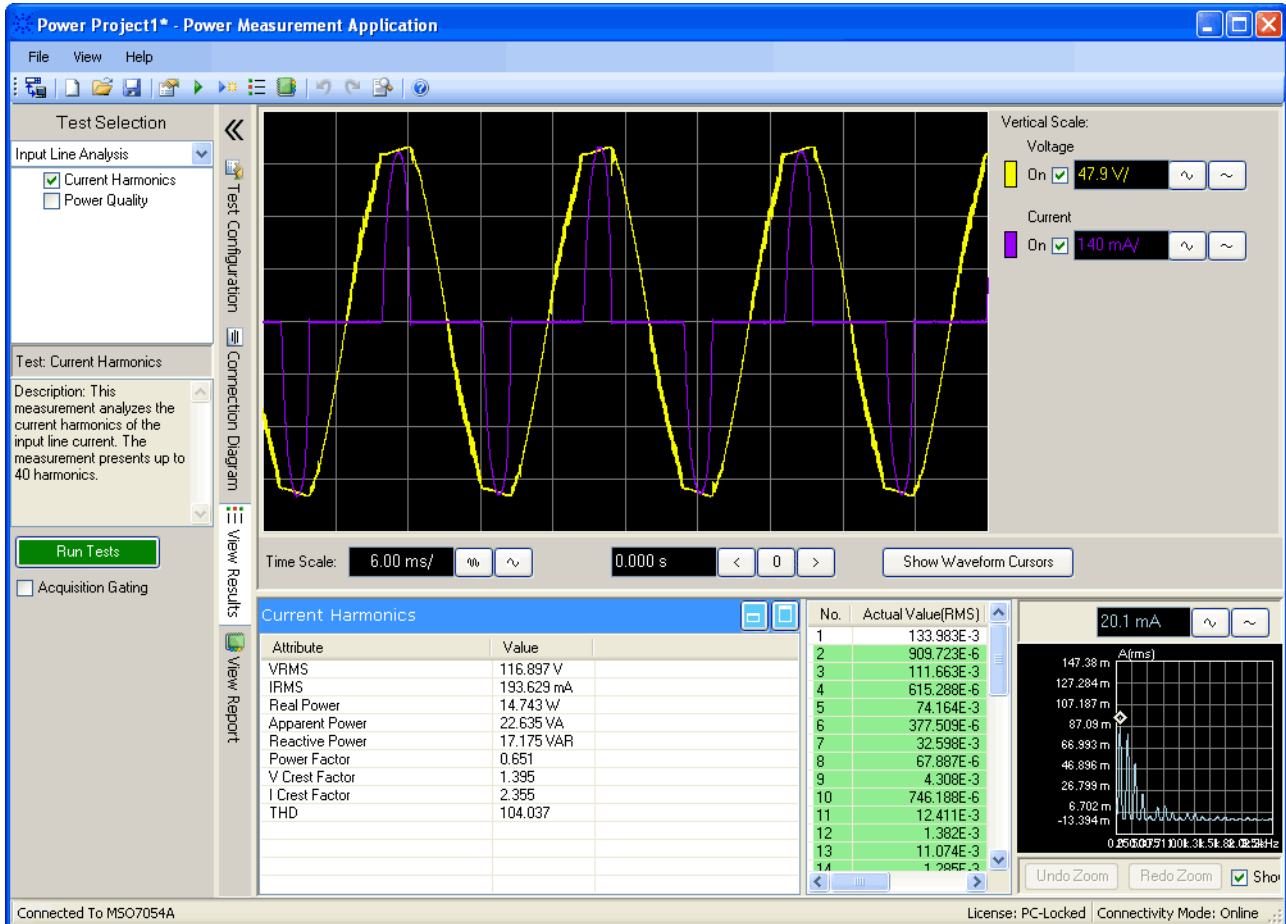 Power Project1* - Power Measurement Application
File View Help
Test Selection
Input Line Analysis
Current Harmonics
Power Quality
Test: Current Harmonics
Description: This
measurement analyzes the
current harmonics of the
input line current. The
measurement presents up to
40 harmonics.
Run Tests
Acquisition Gating
Test Configuration
Connection Diagram
View Results
View Report
Vertical Scale:
Voltage
On 47.9 V/
Current
On 140 mA/
Time Scale: 6.00 ms/ 0.000 s < 0 > Show Waveform Cursors
Current Harmonics
Attribute Value
VRMS 116.897 V
IRMS 193.629 mA
Real Power 14.743 W
Apparent Power 22.635 VA
Reactive Power 17.175 VAR
Power Factor 0.651
V Crest Factor 1.395
I Crest Factor 2.355
THD 104.037
No. Actual Value(RMS)
1 133.983E-3
2 909.723E-6
3 111.663E-3
4 615.288E-6
5 74.164E-3
6 377.509E-6
7 32.598E-3
8 67.887E-6
9 4.308E-3
10 746.188E-6
11 12.411E-3
12 1.382E-3
13 11.074E-3
14 1.285E-3
20.1 mA
A(rms)
147.38 m
127.284 m
107.187 m
87.09 m
66.993 m
46.896 m
26.799 m
6.702 m
-13.394 m
Undo Zoom Redo Zoom Sho
Connected To MSO7054A
License: PC-Locked Connectivity Mode: Online